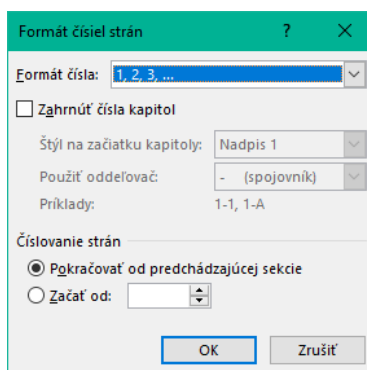 Formát čísiel strán ?
Formát čísla: 1, 2, 3, ...
Zahrnúť čísla kapitol
Štýl na začiatku kapitoly: Nadpis 1
Použiť oddeľovač: - (spojovník)
Príklady: 1-1, 1-A
Číslovanie strán
Pokračovať od predchádzajúcej sekcie
Začať od:
OK Zrušiť